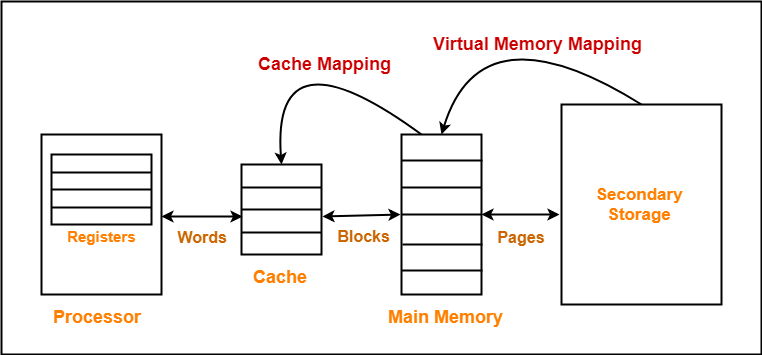 Virtual Memory Mapping
Cache Mapping
Secondary
Storage
Registers
Words
Blocks
Pages
Cache
Processor
Main Memory